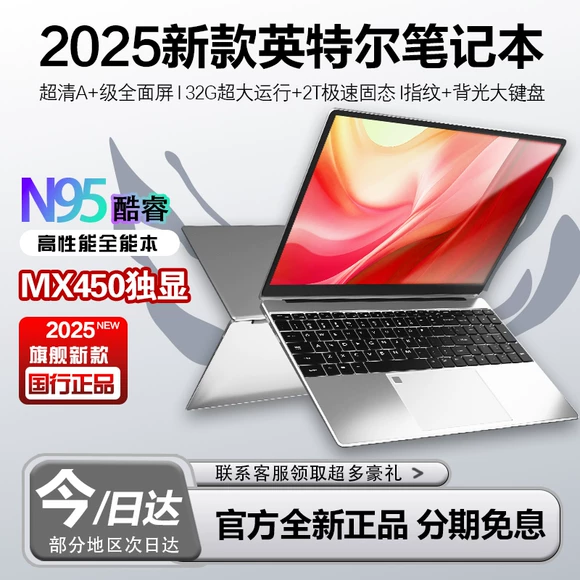 2025新款英特尔笔记本
超清A+级全面屏 | 32G超大运行+2T极速固态 | 指纹+背光大键盘
N95酷睿
高性能全能本
MX450独显
2025 NEW
旗舰新款
国行正品
今/日达
部分地区次日达
联系客服领取超多豪礼
官方全新正品 分期免息